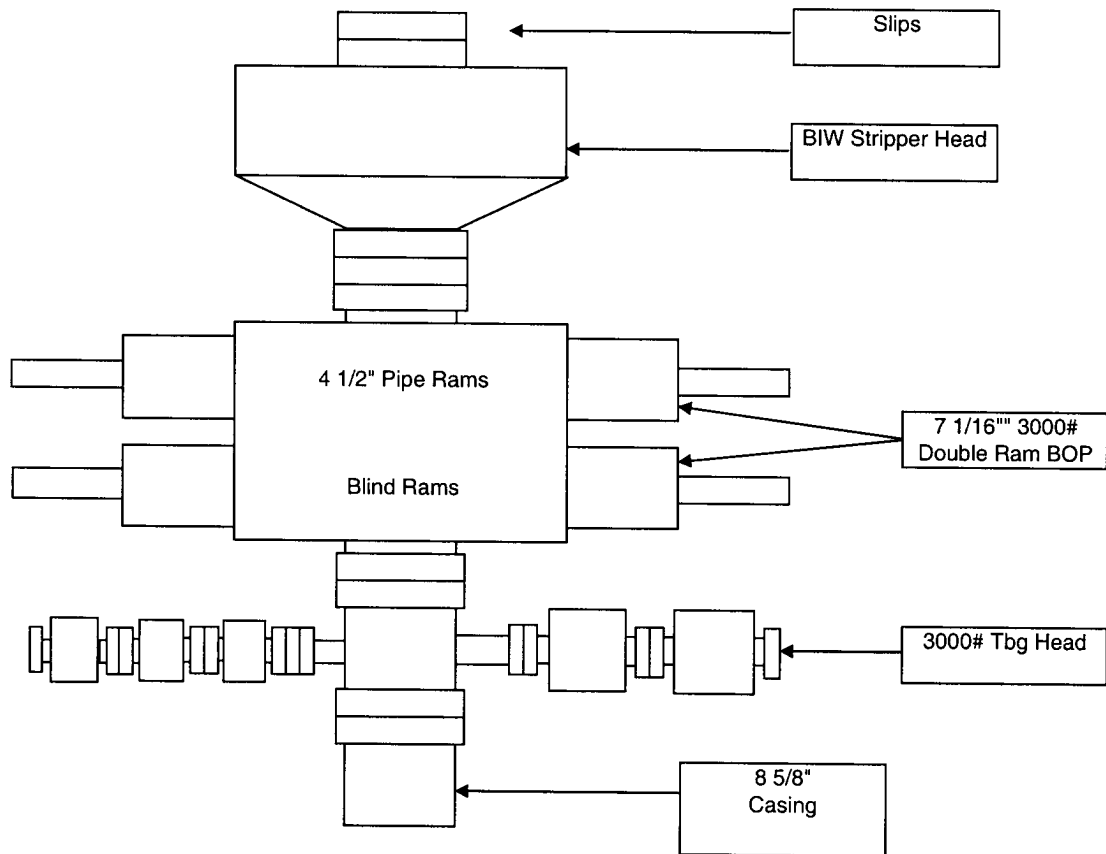 Slips
BIW Stripper Head
4 1/2" Pipe Rams
7 1/16"" 3000#
Double Ram BOP
Blind Rams
3000# Tbg Head
8 5/8"
Casing